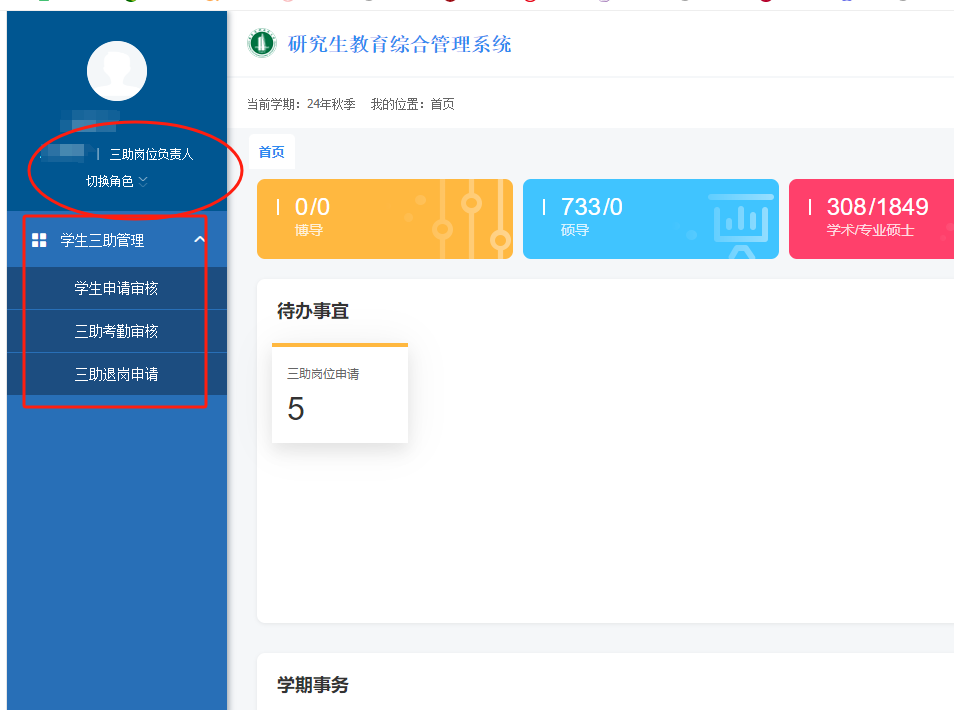 研究生教育综合管理系统
当前学期：24年秋季 我的位置：首页
| 三助岗位负责人
切换角色
首页
0/0
博导
733/0
硕导
308/1849
学术/专业硕士
学生三助管理
学生申请审核
三助考勤审核
三助退岗申请
待办事宜
三助岗位申请
5
学期事务